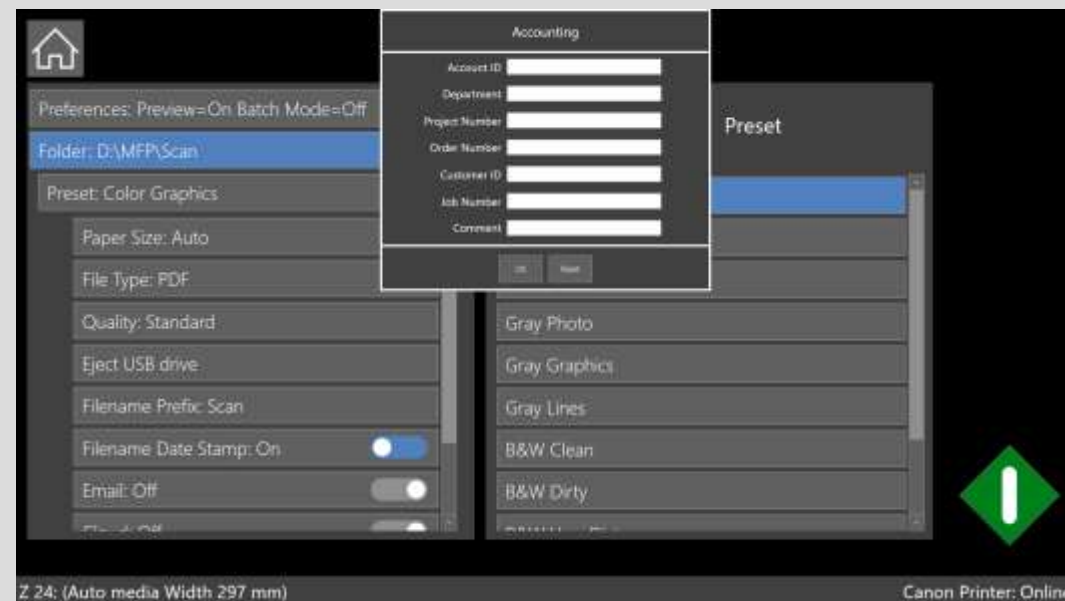 Accounting
Account ID
Department
Project Number
Order Number
Customer ID
Job Number
Comment
OK
Reset
Preferences: Preview=On Batch Mode=Off
Folder: D:\MFP\Scan
Preset: Color Graphics
Paper Size: Auto
File Type: PDF
Quality: Standard
Eject USB drive
Filename Prefix: Scan
Filename Date Stamp: On
Email: Off
Preset
Gray Photo
Gray Graphics
Gray Lines
B&W Clean
B&W Dirty
Z 24: (Auto media Width 297 mm)
Canon Printer: Online